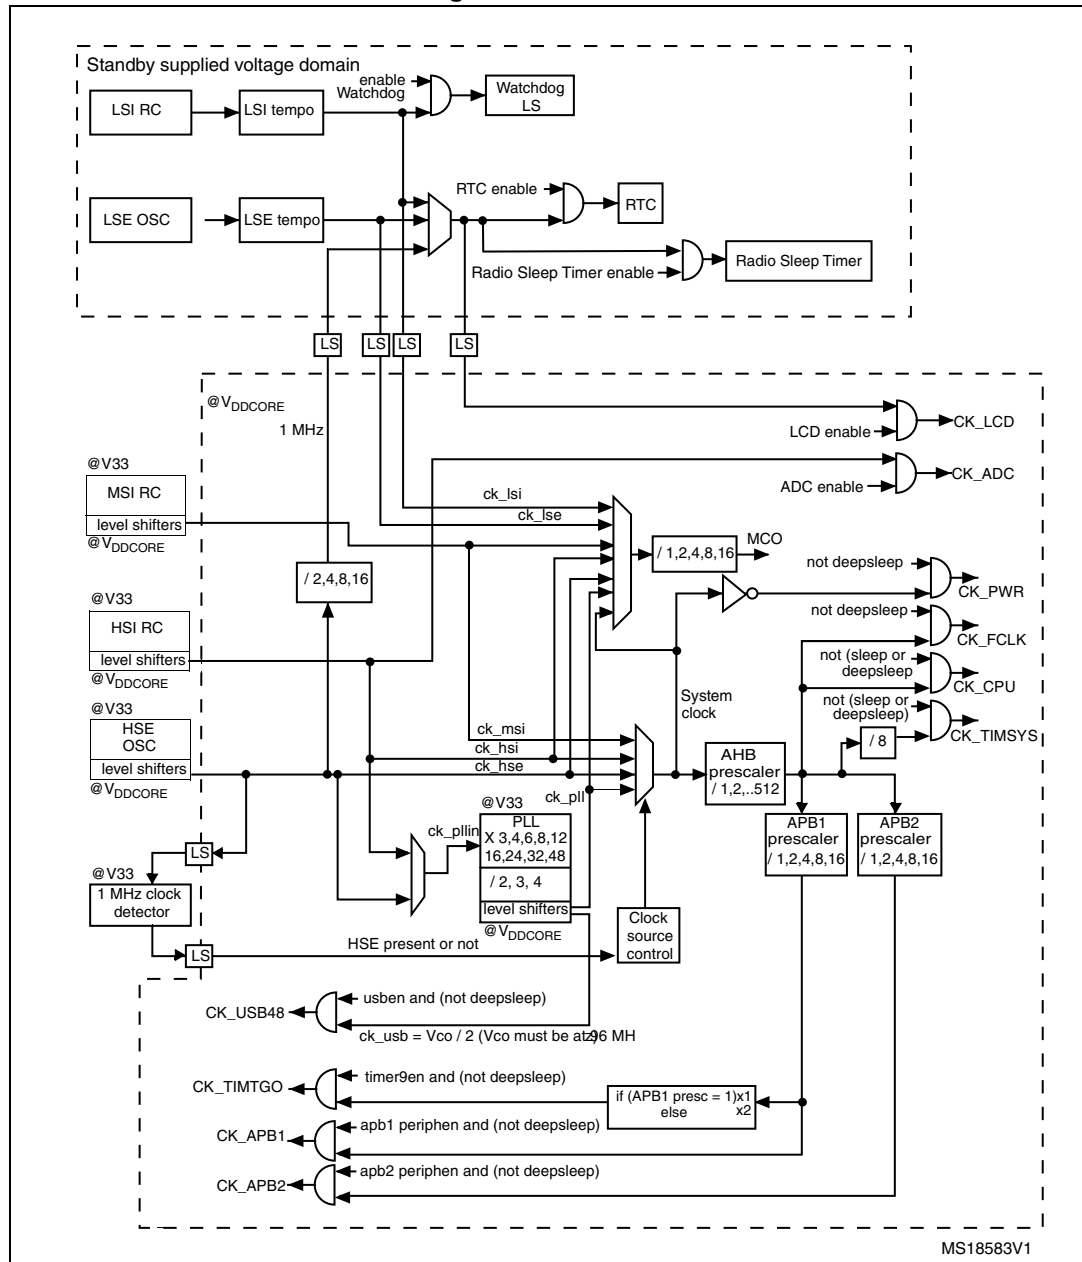 Standby supplied voltage domain
enable
Watchdog
Watchdog
LS
LSI RC
LSI tempo
RTC enable
RTC
LSE OSC
LSE tempo
Radio Sleep Timer enable
Radio Sleep Timer
LS
LS
LS
LS
@VDDCORE
1 MHz
LCD enable
CK_LCD
@V33
MSI RC
level shifters
@VDDCORE
ck_lsi
ck_lse
ADC enable
CK_ADC
MCO
/ 1,2,4,8,16
/ 2,4,8,16
not deepsleep
CK_PWR
@V33
HSI RC
level shifters
@VDDCORE
not deepsleep
CK_FCLK
not (sleep or
deepsleep
CK_CPU
System
clock
not (sleep or
deepsleep)
CK_TIMSYS
@V33
HSE
OSC
level shifters
@VDDCORE
ck_msi
ck_hsi
ck_hse
ck_pll
AHB
prescaler
/ 1,2,..512
/ 8
@V33
PLL
X 3,4,6,8,12
16,24,32,48
/ 2, 3, 4
level shifters
@VDDCORE
ck_pllin
APB1
prescaler
/ 1,2,4,8,16
APB2
prescaler
/ 1,2,4,8,16
LS
@V33
1 MHz clock
detector
LS
HSE present or not
Clock
source
control
CK_USB48
usben and (not deepsleep)
ck_usb = Vco / 2 (Vco must be at 96 MHz)
CK_TIMTGO
timer9en and (not deepsleep)
if (APB1 presc = 1)x1
else x2
CK_APB1
apb1 periphen and (not deepsleep)
CK_APB2
apb2 periphen and (not deepsleep)
MS18583V1